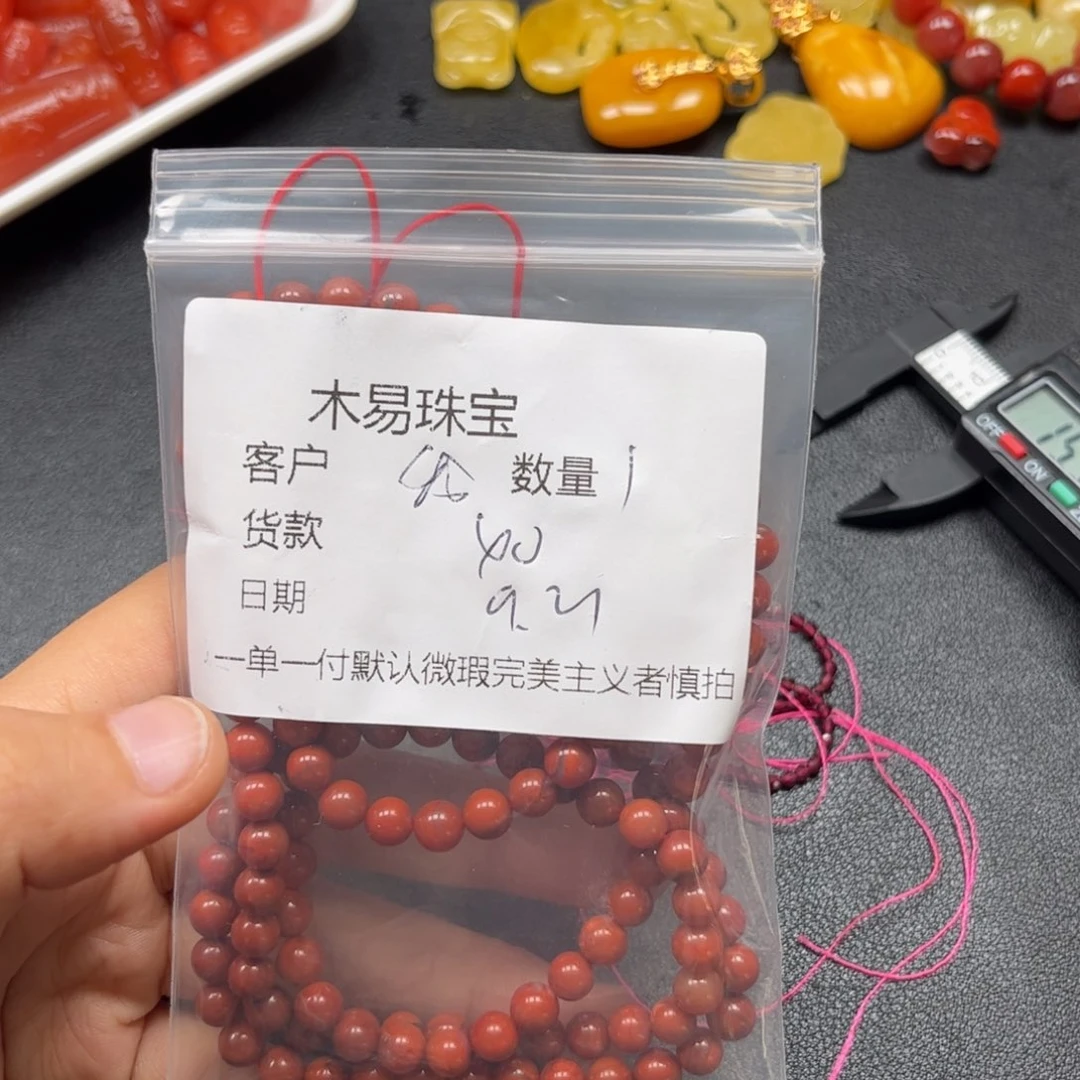 木易珠宝
客户 数量 1
货款
日期 9.21
一单一付默认微瑕完美主义者慎拍
OFF
ON